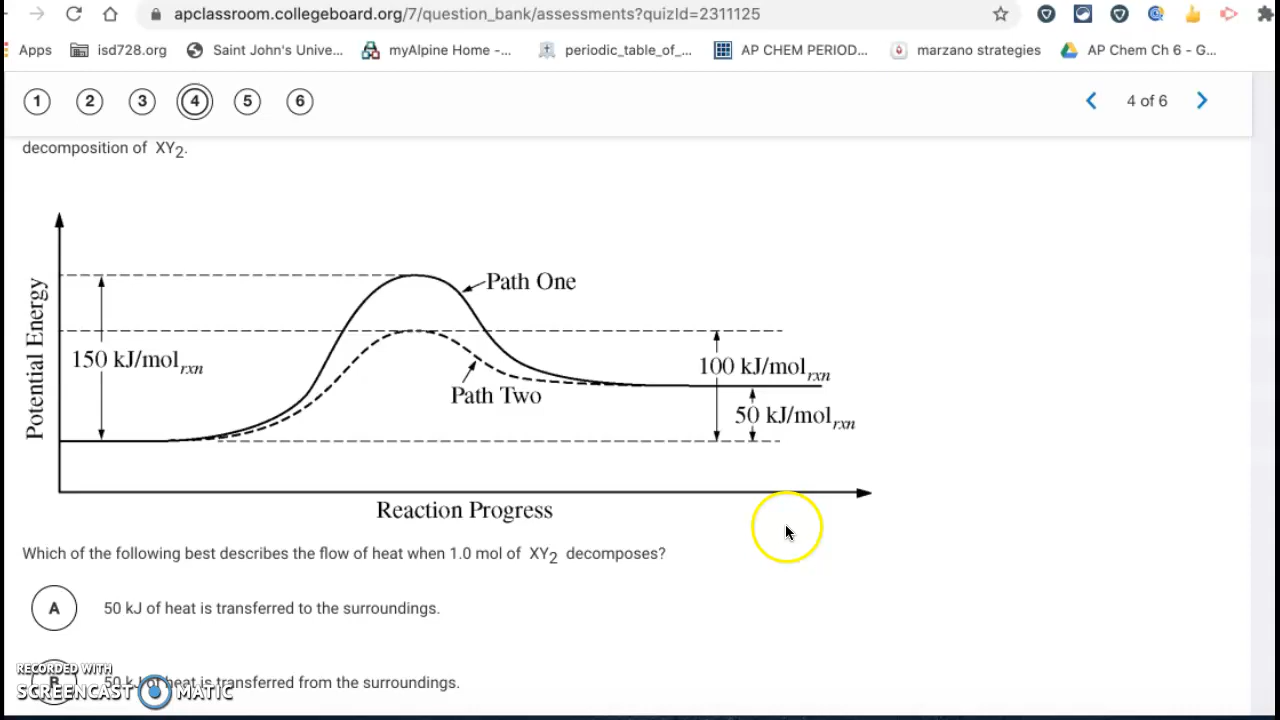 apclassroom.collegeboard.org/7/question_bank/assessments?quizId=2311125
Apps isd728.org Saint John's Unive... myAlpine Home -... periodic_table_of_... AP CHEM PERIOD... marzano strategies AP Chem Ch 6 - G...
1 2 3 4 5 6 4 of 6
decomposition of XY2.
Path One
150 kJ/molrxn
100 kJ/molrxn
Path Two
50 kJ/molrxn
Potential Energy
Reaction Progress
Which of the following best describes the flow of heat when 1.0 mol of XY2 decomposes?
A 50 kJ of heat is transferred to the surroundings.
RECORDED WITH
B 50 kJ of heat is transferred from the surroundings.
SCREENCAST MATIC